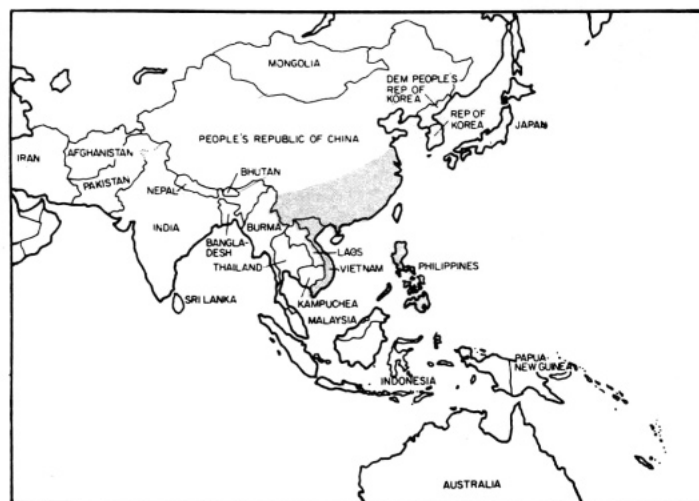 MONGOLIA
DEM PEOPLE'S
REP OF
KOREA
REP OF
KOREA
JAPAN
PEOPLE'S REPUBLIC OF CHINA
IRAN
AFGHANISTAN
PAKISTAN
NEPAL
BHUTAN
INDIA
BANGLA-
DESH
BURMA
THAILAND
LAOS
VIETNAM
PHILIPPINES
KAMPUCHEA
SRI LANKA
MALAYSIA
INDONESIA
PAPUA-
NEW GUINEA
AUSTRALIA